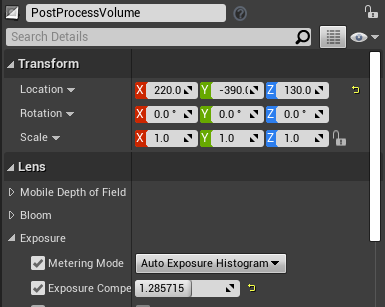 PostProcessVolume
Search Details
Transform
Location X 220.0 Y -390.( Z 130.0
Rotation X 0.0 ° Y 0.0 ° Z 0.0 °
Scale X 1.0 Y 1.0 Z 1.0
Lens
Mobile Depth of Field
Bloom
Exposure
Metering Mode Auto Exposure Histogram
Exposure Compe 1.285715